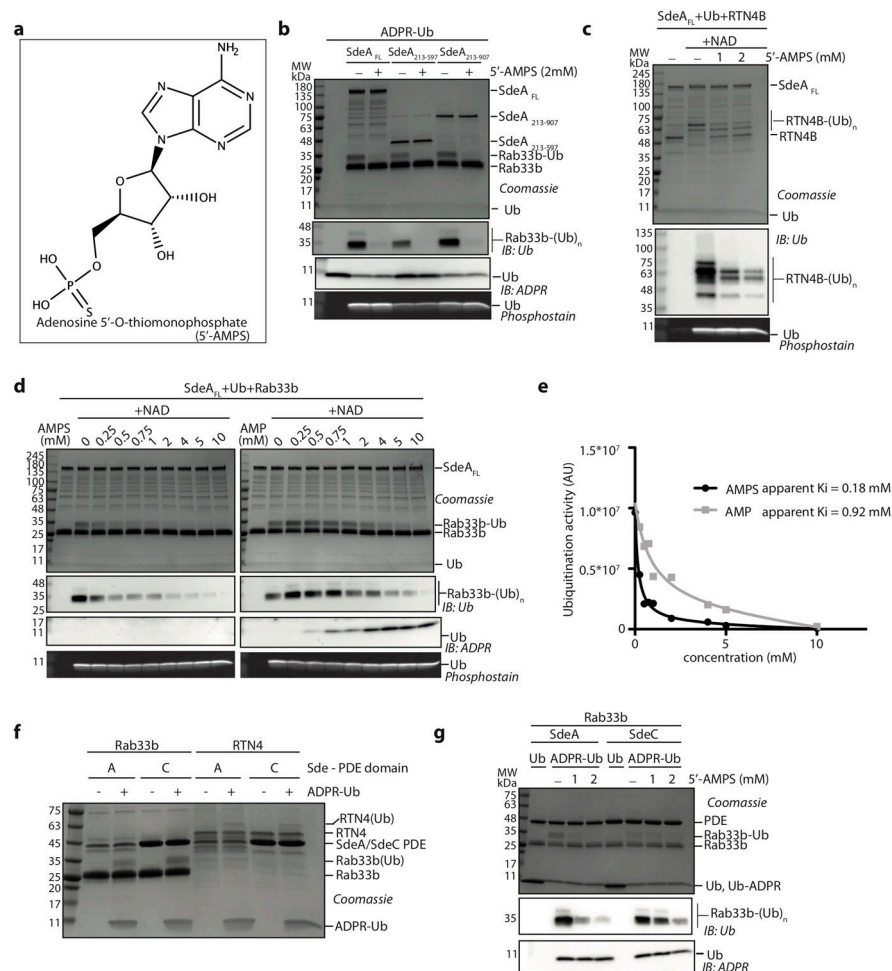 a
NH2
N
N
N
N
O
OH
OH
O
HO
HO
P
S
Adenosine 5′-O-thiomonophosphate
(5′-AMPS)
b
ADPR-Ub
SdeA FL SdeA213-597 SdeA213-907
MW
kDa
– + – + – + 5′-AMPS (2mM)
180
135
100
75
63
48
35
25
20
17
11
SdeA FL
SdeA 213-907
SdeA 213-597
Rab33b-Ub
Rab33b
Coomassie
Ub
48
35
Rab33b-(Ub)n
IB: Ub
11
Ub
IB: ADPR
11
Ub
Phosphostain
c
SdeAFL+Ub+RTN4B
+NAD
MW
kDa
– – 1 2 5′-AMPS (mM)
245
180
135
100
75
63
48
35
25
20
17
11
SdeA FL
RTN4B-(Ub)n
RTN4B
Coomassie
Ub
135
100
75
63
48
35
IB: Ub
RTN4B-(Ub)n
11
Ub
Phosphostain
d
SdeAFL+Ub+Rab33b
+NAD +NAD
AMPS (mM) 0 0.25 0.5 0.75 1 2 4 5 10
AMP (mM) 0 0.25 0.5 0.75 1 2 4 5 10
245
180
135
100
75
63
48
35
25
17
11
SdeAFL
Coomassie
Rab33b-Ub
Rab33b
Ub
48
35
25
Rab33b-(Ub)n
IB: Ub
17
11
Ub
IB: ADPR
11
Ub
Phosphostain
e
Ubiquitination activity (AU)
1.5*10⁷
1.0*10⁷
0.5*10⁷
0
0 5 10
concentration (mM)
AMPS apparent Ki = 0.18 mM
AMP apparent Ki = 0.92 mM
f
Rab33b RTN4
A C A C Sde - PDE domain
- + - + - + - + ADPR-Ub
75
63
48
45
35
25
20
17
11
RTN4(Ub)
RTN4
SdeA/SdeC PDE
Rab33b(Ub)
Rab33b
Coomassie
ADPR-Ub
g
Rab33b
SdeA SdeC
Ub ADPR-Ub Ub ADPR-Ub
MW
kDa
– 1 2 – 1 2 5′-AMPS (mM)
75
63
48
35
25
17
11
Coomassie
PDE
Rab33b-Ub
Rab33b
Ub, Ub-ADPR
35
Rab33b-(Ub)n
IB: Ub
11
Ub
IB: ADPR